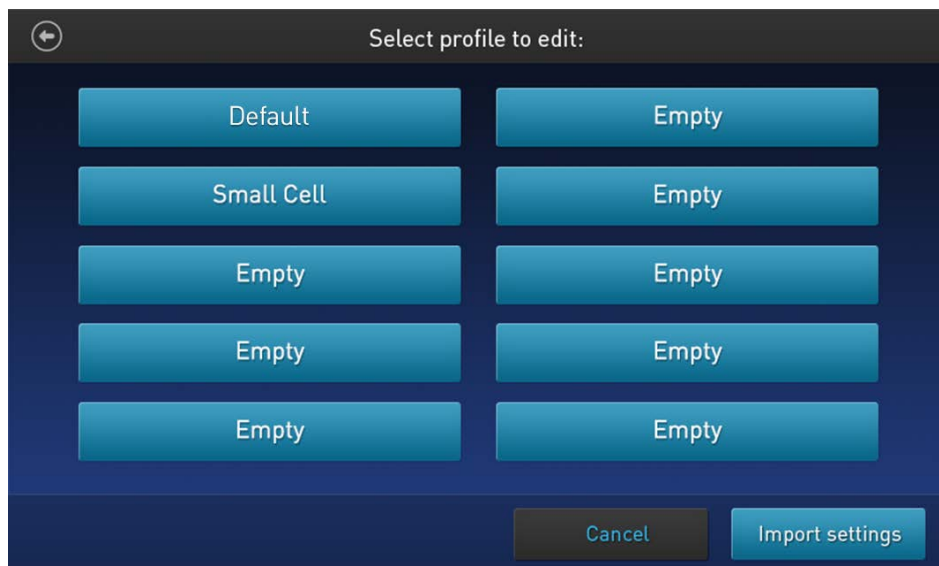 Select profile to edit:
Default
Empty
Small Cell
Empty
Empty
Empty
Empty
Empty
Empty
Empty
Cancel
Import settings